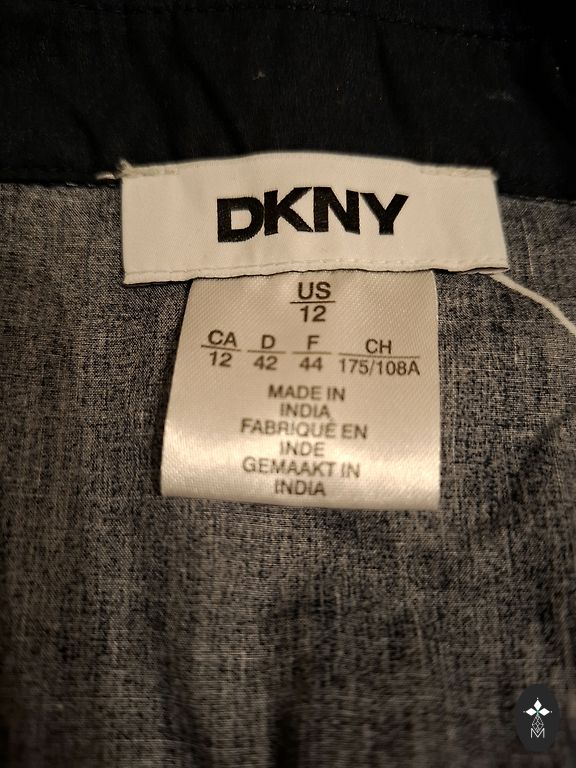 DKNY
US
12
CA D F CH
12 42 44 175/108A
MADE IN
INDIA
FABRIQUÉ EN
INDE
GEMAAKT IN
INDIA
M